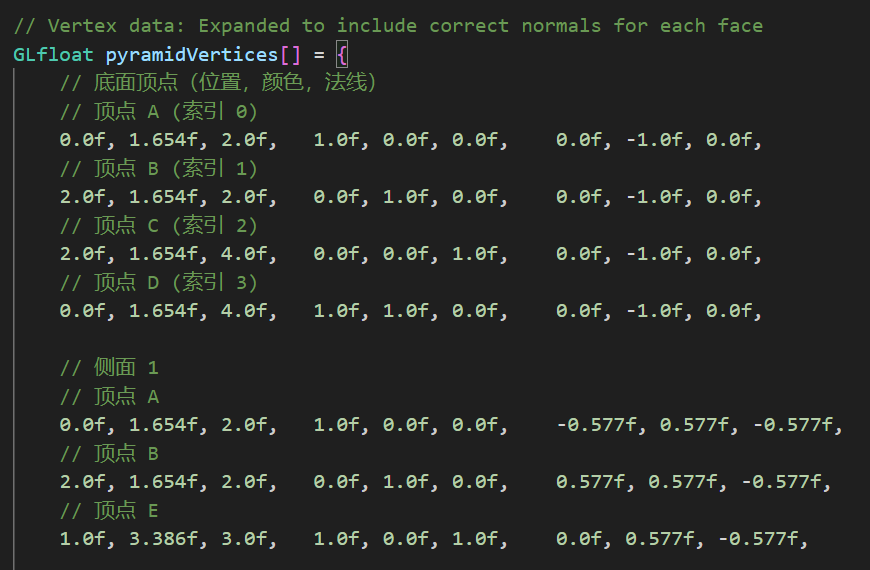 // Vertex data: Expanded to include correct normals for each face
GLfloat pyramidVertices[] = {
// 底面顶点（位置，颜色，法线）
// 顶点 A（索引 0）
0.0f, 1.654f, 2.0f, 1.0f, 0.0f, 0.0f, 0.0f, -1.0f, 0.0f,
// 顶点 B（索引 1）
2.0f, 1.654f, 2.0f, 0.0f, 1.0f, 0.0f, 0.0f, -1.0f, 0.0f,
// 顶点 C（索引 2）
2.0f, 1.654f, 4.0f, 0.0f, 0.0f, 1.0f, 0.0f, -1.0f, 0.0f,
// 顶点 D（索引 3）
0.0f, 1.654f, 4.0f, 1.0f, 1.0f, 0.0f, 0.0f, -1.0f, 0.0f,
// 侧面 1
// 顶点 A
0.0f, 1.654f, 2.0f, 1.0f, 0.0f, 0.0f, -0.577f, 0.577f, -0.577f,
// 顶点 B
2.0f, 1.654f, 2.0f, 0.0f, 1.0f, 0.0f, 0.577f, 0.577f, -0.577f,
// 顶点 E
1.0f, 3.386f, 3.0f, 1.0f, 0.0f, 1.0f, 0.0f, 0.577f, -0.577f,